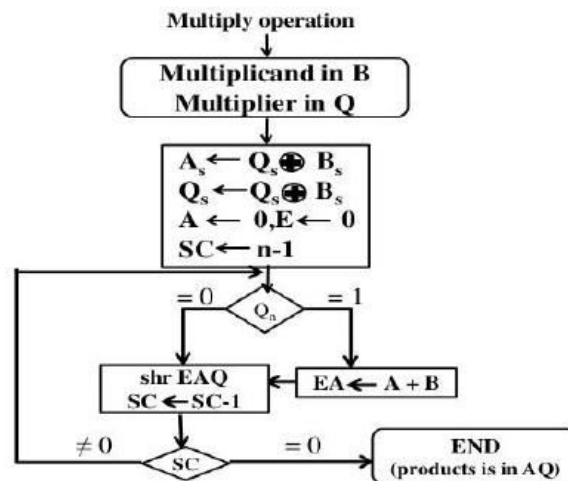 Multiply operation
Multiplicand in B
Multiplier in Q
Aₛ ← Qₛ ⊕ Bₛ
Qₛ ← Qₛ ⊕ Bₛ
A ← 0,E ← 0
SC ← n-1
= 0
= 1
Qₙ
shr EAQ
SC ← SC-1
EA ← A + B
≠ 0
SC
= 0
END
(products is in AQ)